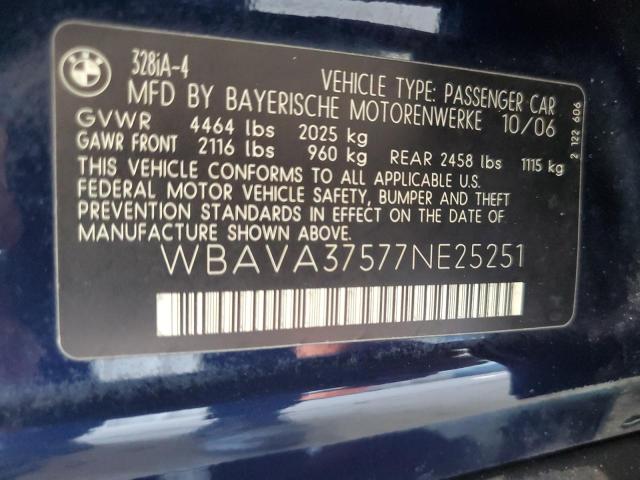 328iA-4
VEHICLE TYPE: PASSENGER CAR
MFD BY BAYERISCHE MOTORENWERKE 10/06
GVWR 4464 lbs 2025 kg
GAWR FRONT 2116 lbs 960 kg REAR 2458 lbs 1115 kg
THIS VEHICLE CONFORMS TO ALL APPLICABLE U.S.
FEDERAL MOTOR VEHICLE SAFETY, BUMPER AND THEFT
PREVENTION STANDARDS IN EFFECT ON THE DATE OF
MANUFACTURE SHOWN ABOVE.
WBAVA37577NE25251
2 122 606